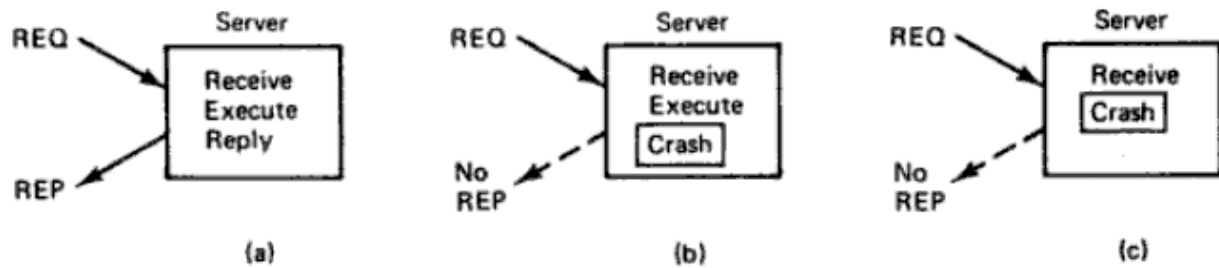 Server
REQ
Receive
Execute
Reply
REP
(a)
Server
REQ
Receive
Execute
Crash
No
REP
(b)
Server
REQ
Receive
Crash
No
REP
(c)